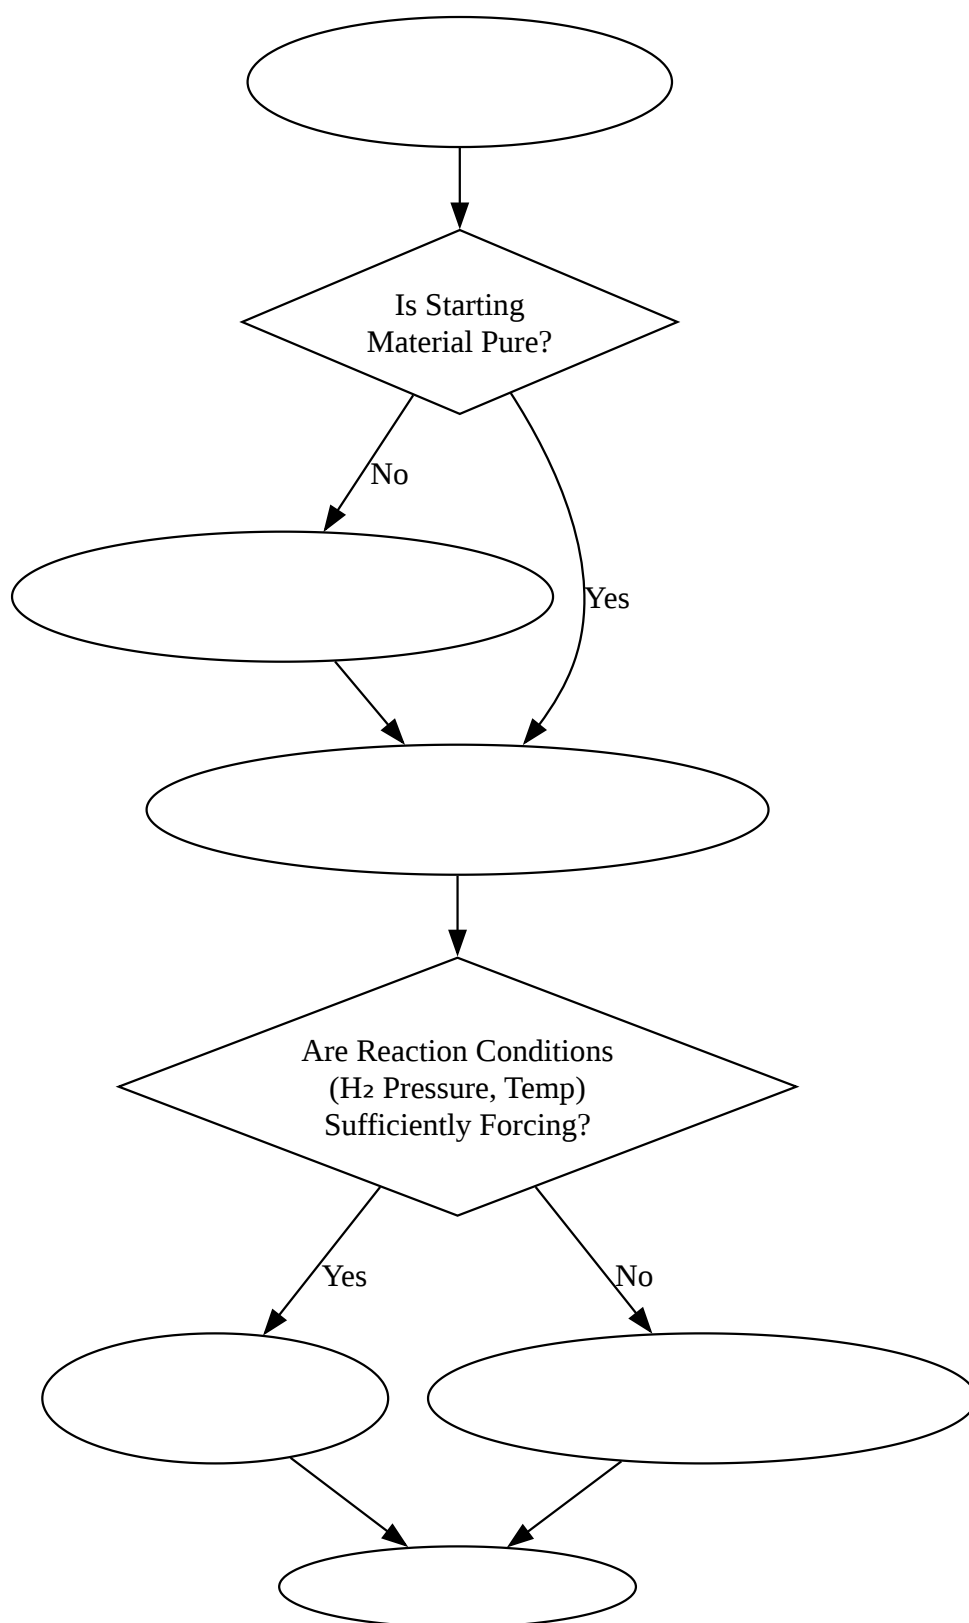 Is Starting
Material Pure?
No
Yes
Are Reaction Conditions
(H₂ Pressure, Temp)
Sufficiently Forcing?
Yes
No